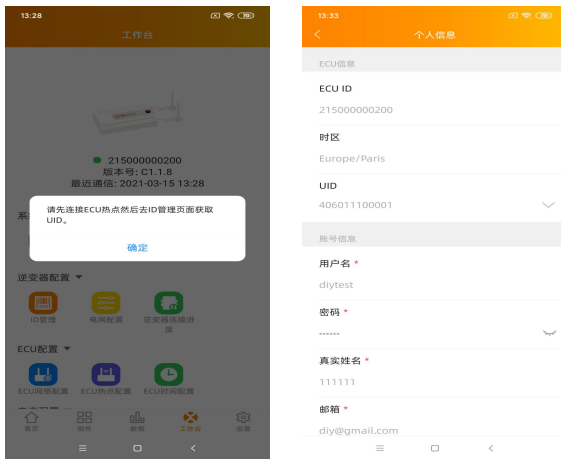 13:28
70
工作台
215000000200
版本号: C1.1.8
最近通信: 2021-03-15 13:28
系
请先连接ECU热点然后去ID管理页面获取
UID。
确定
逆变器配置
ID管理
电网配置
逆变器连接进
度
ECU配置
ECU网络配置
ECU热点配置
ECU时间配置
首页
组件
数据
工作台
设置
13:33
70
个人信息
ECU信息
ECU ID
215000000200
时区
Europe/Paris
UID
406011100001
账号信息
用户名 *
diytest
密码 *
······
真实姓名 *
111111
邮箱 *
diy@gmail.com